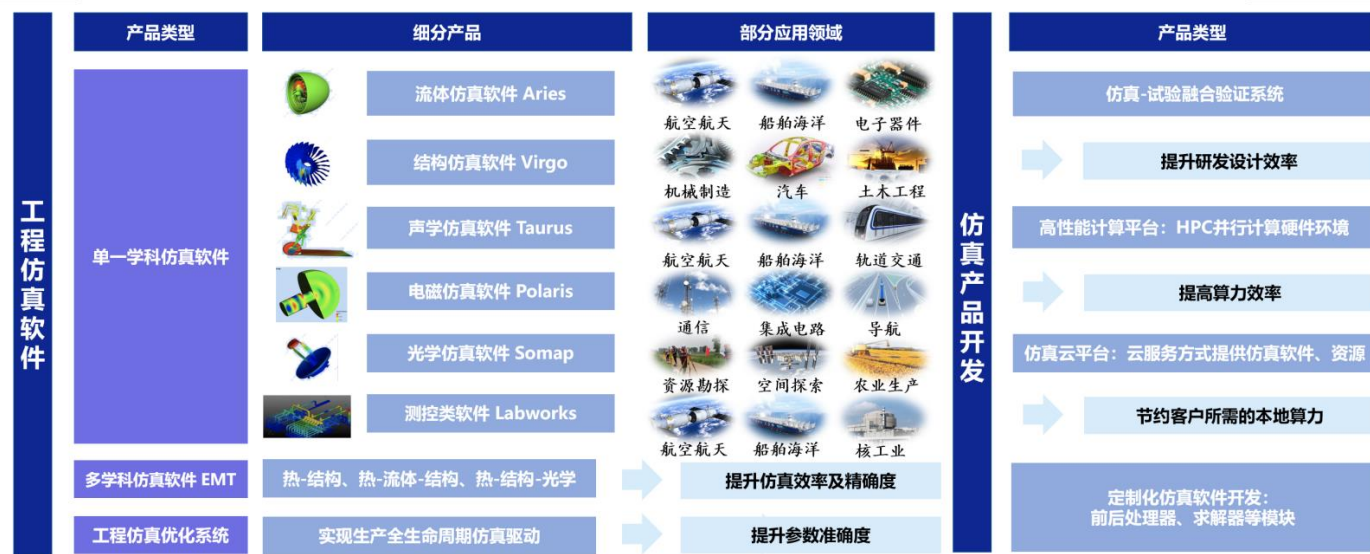 工程仿真软件
产品类型
细分产品
部分应用领域
单一学科仿真软件
流体仿真软件 Aries
航空航天
船舶海洋
电子器件
结构仿真软件 Virgo
机械制造
汽车
土木工程
声学仿真软件 Taurus
航空航天
船舶海洋
轨道交通
电磁仿真软件 Polaris
通信
集成电路
导航
光学仿真软件 Somap
资源勘探
空间探索
农业生产
测控类软件 Labworks
航空航天
船舶海洋
核工业
多学科仿真软件 EMT
热-结构、热-流体-结构、热-结构-光学
提升仿真效率及精确度
工程仿真优化系统
实现生产全生命周期仿真驱动
提升参数准确度
仿真产品开发
产品类型
仿真-试验融合验证系统
提升研发设计效率
高性能计算平台：HPC并行计算硬件环境
提高算力效率
仿真云平台：云服务方式提供仿真软件、资源
节约客户所需的本地算力
定制化仿真软件开发：
前后处理器、求解器等模块